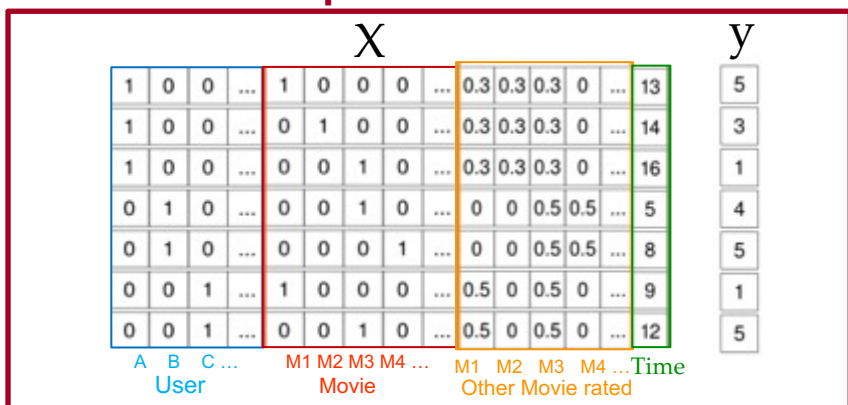 X y
1 0 0 ... 1 0 0 0 ... 0.3 0.3 0.3 0 ... 13 5
1 0 0 ... 0 1 0 0 ... 0.3 0.3 0.3 0 ... 14 3
1 0 0 ... 0 0 1 0 ... 0.3 0.3 0.3 0 ... 16 1
0 1 0 ... 0 0 1 0 ... 0 0 0.5 0.5 ... 5 4
0 1 0 ... 0 0 0 1 ... 0 0 0.5 0.5 ... 8 5
0 0 1 ... 1 0 0 0 ... 0.5 0 0.5 0 ... 9 1
0 0 1 ... 0 0 1 0 ... 0.5 0 0.5 0 ... 12 5
A B C ... M1 M2 M3 M4 ... M1 M2 M3 M4 ... Time
User Movie Other Movie rated